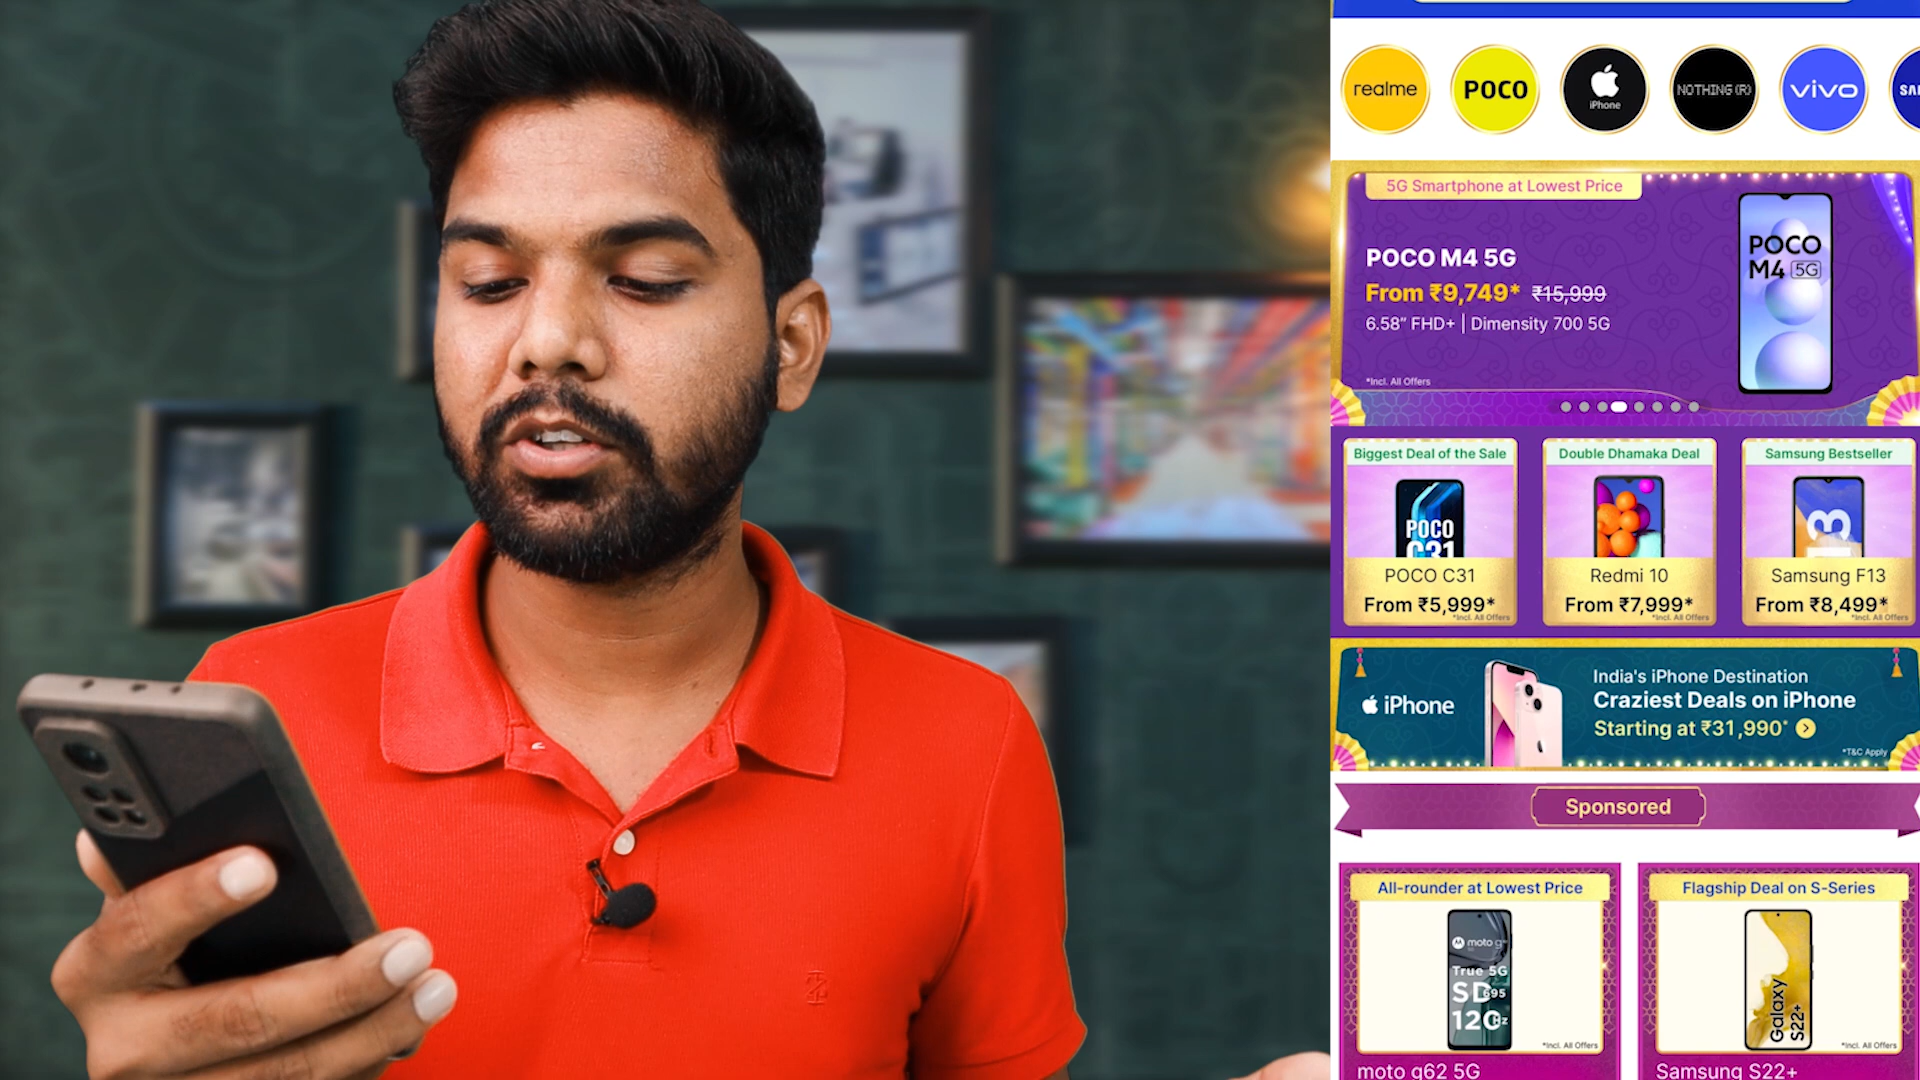 realme
POCO
iPhone
NOTHING (R)
vivo
5G Smartphone at Lowest Price
POCO M4 5G
From ₹9,749* ₹15,999
6.58” FHD+ | Dimensity 700 5G
*Incl. All Offers
POCO
M4 5G
Biggest Deal of the Sale
POCO
C31
POCO C31
From ₹5,999*
*Incl. All Offers
Double Dhamaka Deal
Redmi 10
From ₹7,999*
*Incl. All Offers
Samsung Bestseller
Samsung F13
From ₹8,499*
*Incl. All Offers
iPhone
India's iPhone Destination
Craziest Deals on iPhone
Starting at ₹31,990*
*T&C Apply
Sponsored
All-rounder at Lowest Price
moto g
True 5G
SD695
120Hz
*Incl. All Offers
moto g62 5G
Flagship Deal on S-Series
Galaxy
S22+
*Incl. All Offers
Samsung S22+